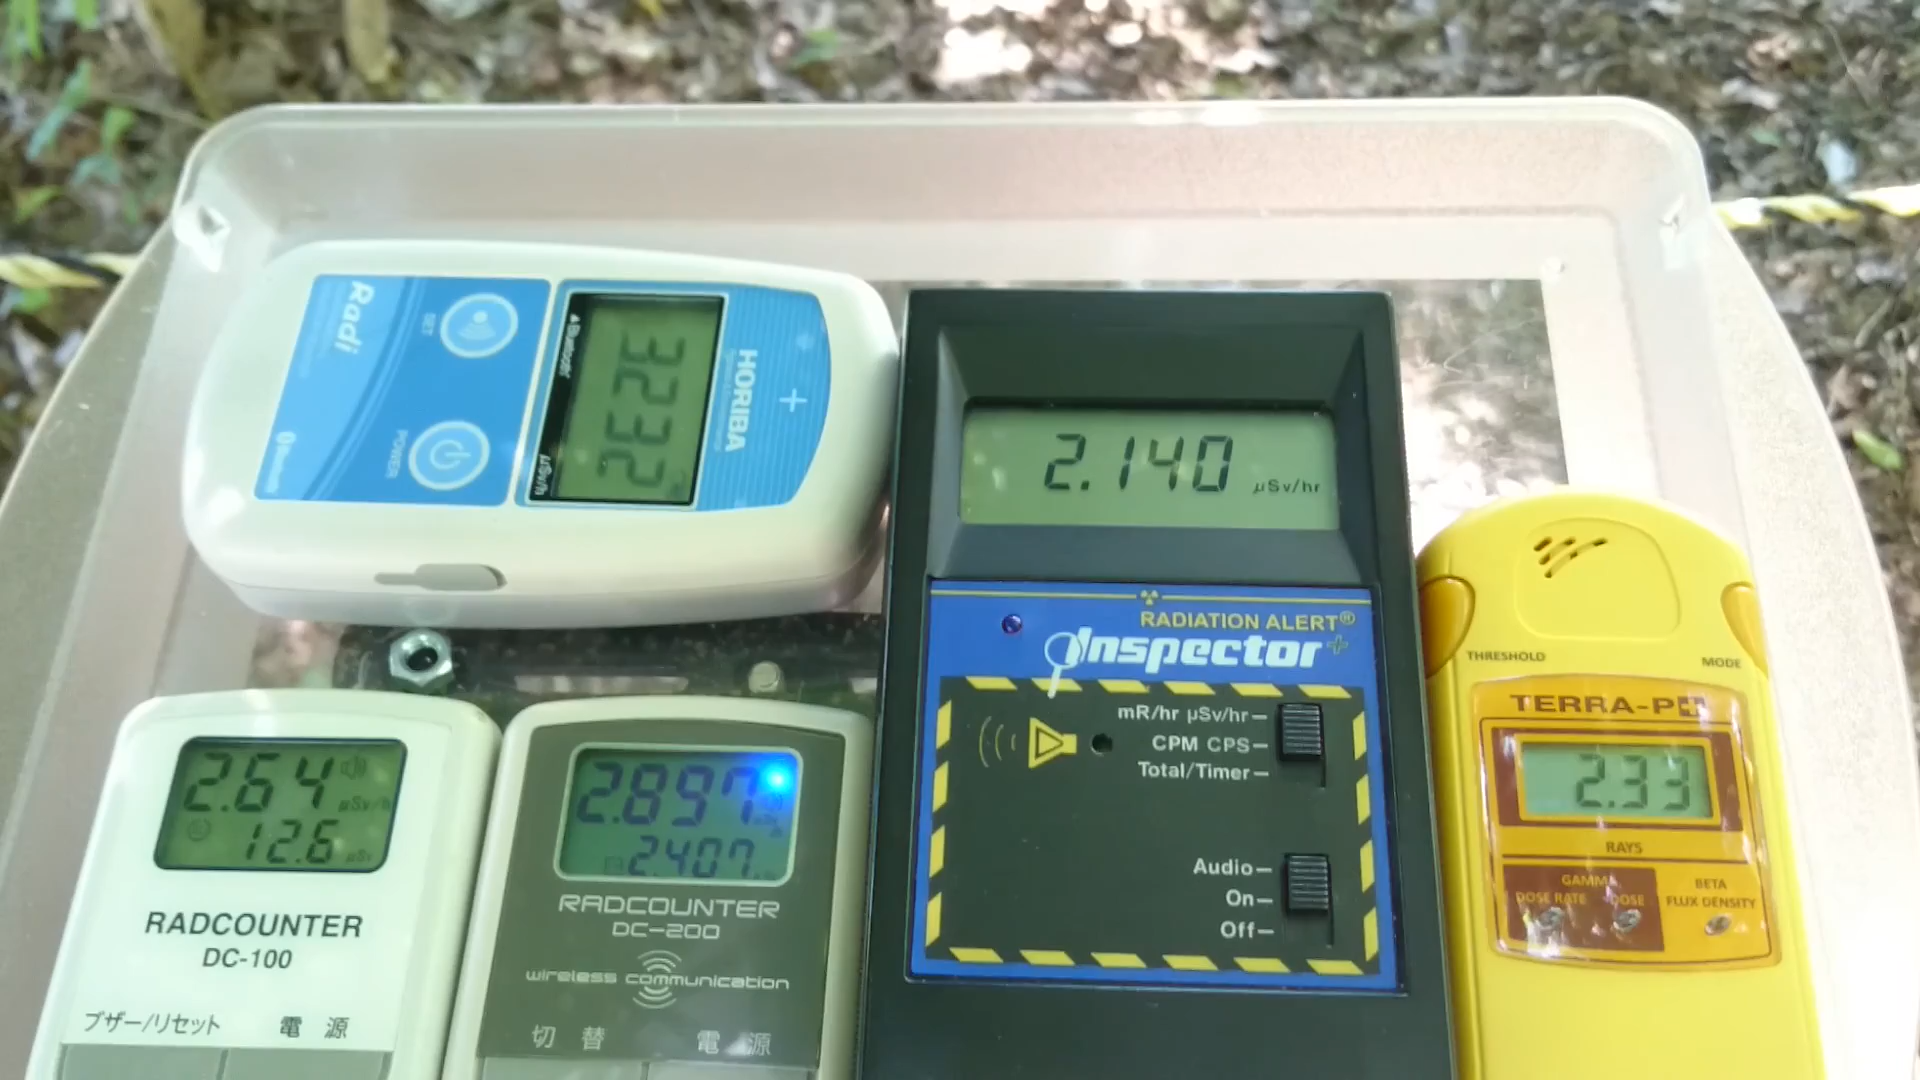 HORIBA
3232
Bluetooth
μSv/h
SET
POWER
Radi
Bluetooth
2.140
μSv/hr
RADIATION ALERT®
Inspector+
mR/hr μSv/hr
CPM CPS
Total/Timer
Audio
On
Off
THRESHOLD
MODE
TERRA-P+
2.33
RAYS
GAMMA
DOSE RATE
DOSE
BETA
FLUX DENSITY
2.64
μSv/h
12.6
μSv
RADCOUNTER
DC-100
ブザー/リセット
電源
2.897
2.407
RADCOUNTER
DC-200
wireless communication
切替
電源